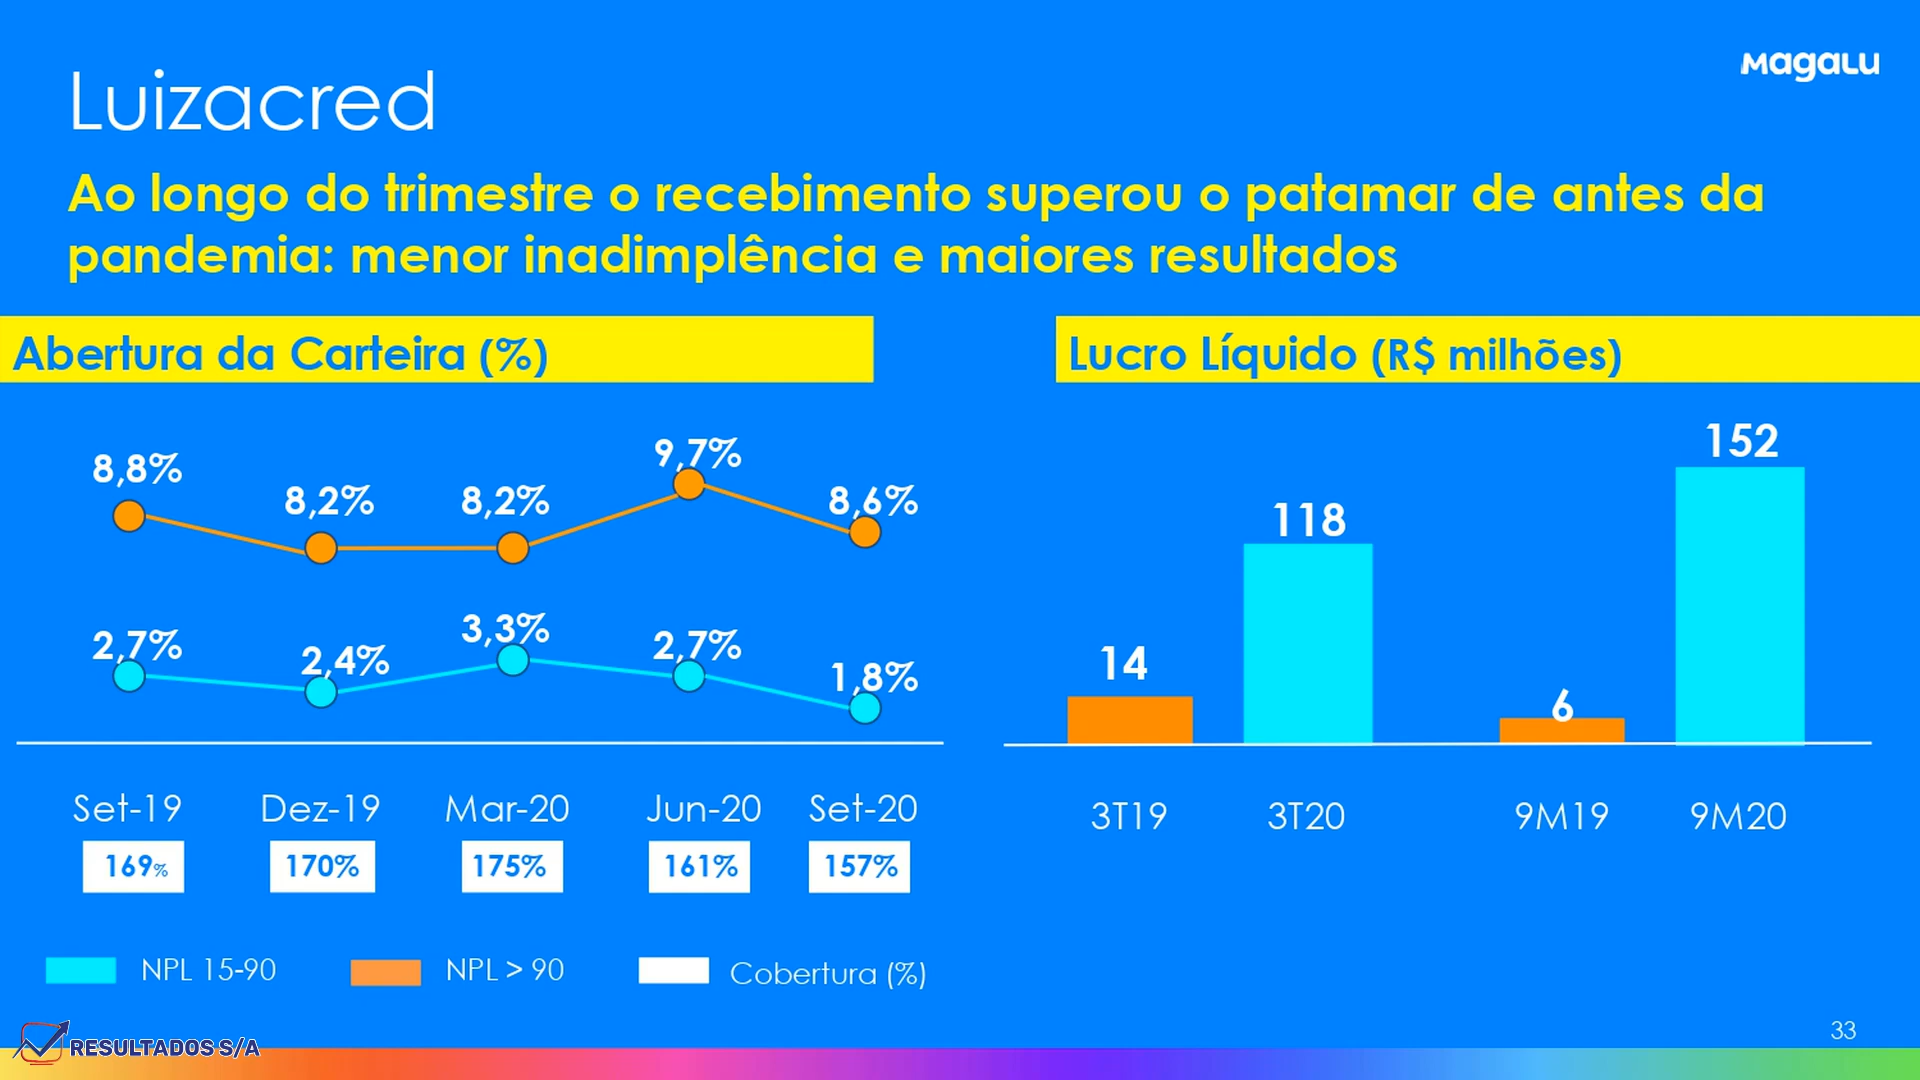 Magalu
Luizacred
Ao longo do trimestre o recebimento superou o patamar de antes da
pandemia: menor inadimplência e maiores resultados
Abertura da Carteira (%)
8,8%
8,2%
8,2%
9,7%
8,6%
2,7%
2,4%
3,3%
2,7%
1,8%
Set-19 Dez-19 Mar-20 Jun-20 Set-20
169% 170% 175% 161% 157%
NPL 15-90 NPL > 90 Cobertura (%)
Lucro Líquido (R$ milhões)
14
118
6
152
3T19 3T20 9M19 9M20
33
RESULTADOS S/A